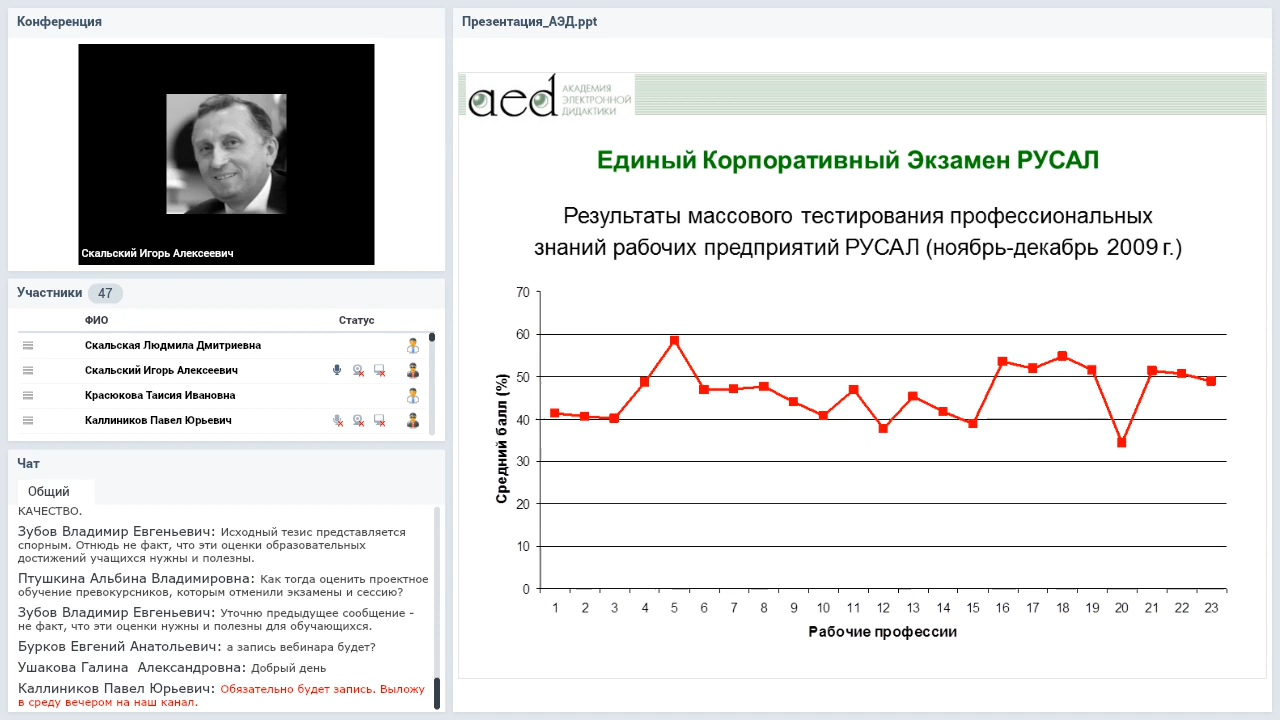 Конференция
Скальский Игорь Алексеевич
Участники 47
ФИО Статус
Скальская Людмила Дмитриевна
Скальский Игорь Алексеевич
Красюкова Таисия Ивановна
Каллиников Павел Юрьевич
Чат
Общий
КАЧЕСТВО.
Зубов Владимир Евгеньевич: Исходный тезис представляется
спорным. Отнюдь не факт, что эти оценки образовательных
достижений учащихся нужны и полезны.
Птушкина Альбина Владимировна: Как тогда оценить проектное
обучение превокурсников, которым отменили экзамены и сессию?
Зубов Владимир Евгеньевич: Уточню предыдущее сообщение -
не факт, что эти оценки нужны и полезны для обучающихся.
Бурков Евгений Анатольевич: а запись вебинара будет?
Ушакова Галина Александровна: Добрый день
Каллиников Павел Юрьевич: Обязательно будет запись. Выложу
в среду вечером на наш канал.
Презентация_АЭД.ppt
aed
АКАДЕМИЯ
ЭЛЕКТРОННОЙ
ДИДАКТИКИ
Единый Корпоративный Экзамен РУСАЛ
Результаты массового тестирования профессиональных
знаний рабочих предприятий РУСАЛ (ноябрь-декабрь 2009 г.)
Средний балл (%)
70
60
50
40
30
20
10
0
1 2 3 4 5 6 7 8 9 10 11 12 13 14 15 16 17 18 19 20 21 22 23
Рабочие профессии